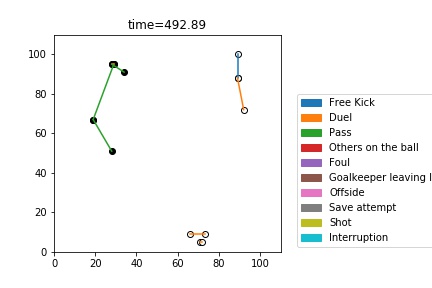 time=492.89
100
80
60
40
20
0
0 20 40 60 80 100
Free Kick
Duel
Pass
Others on the ball
Foul
Goalkeeper leaving l
Offside
Save attempt
Shot
Interruption